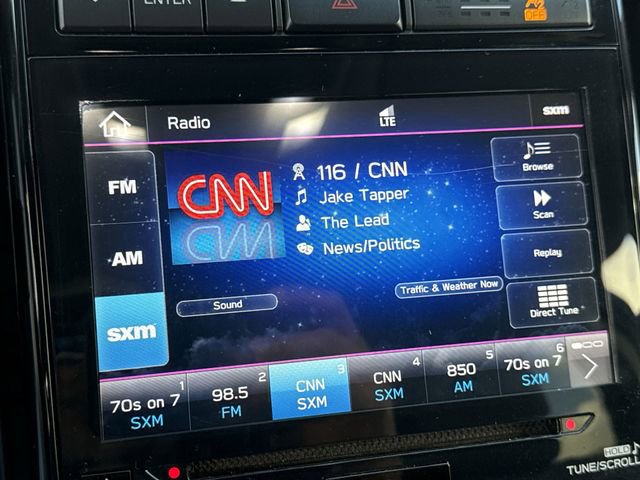 ENTER
OFF
Radio
LTE
sxm
FM
AM
sxm
CNN
116 / CNN
Jake Tapper
The Lead
News/Politics
Browse
Scan
Replay
Direct Tune
Sound
Traffic & Weather Now
1
70s on 7
SXM
2
98.5
FM
3
CNN
SXM
4
CNN
SXM
5
850
AM
6
70s on 7
SXM
HOLD
TUNE/SCROLL